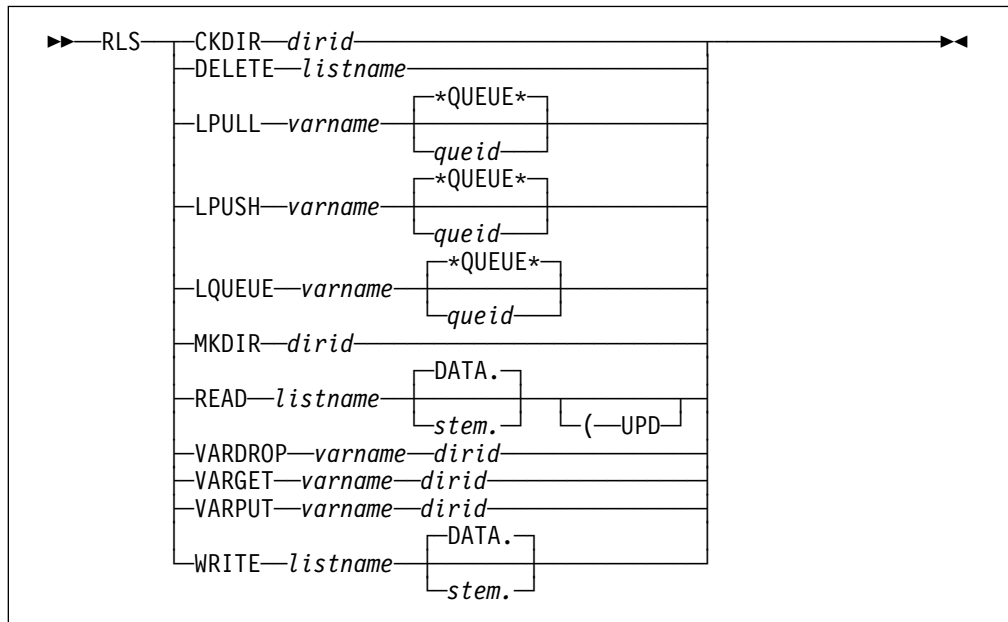 RLS CKDIR dirid
DELETE listname
*QUEUE*
LPULL varname
queid
*QUEUE*
LPUSH varname
queid
*QUEUE*
LQUEUE varname
queid
MKDIR dirid
DATA.
READ listname
stem. ( UPD
VARDROP varname dirid
VARGET varname dirid
VARPUT varname dirid
DATA.
WRITE listname
stem.